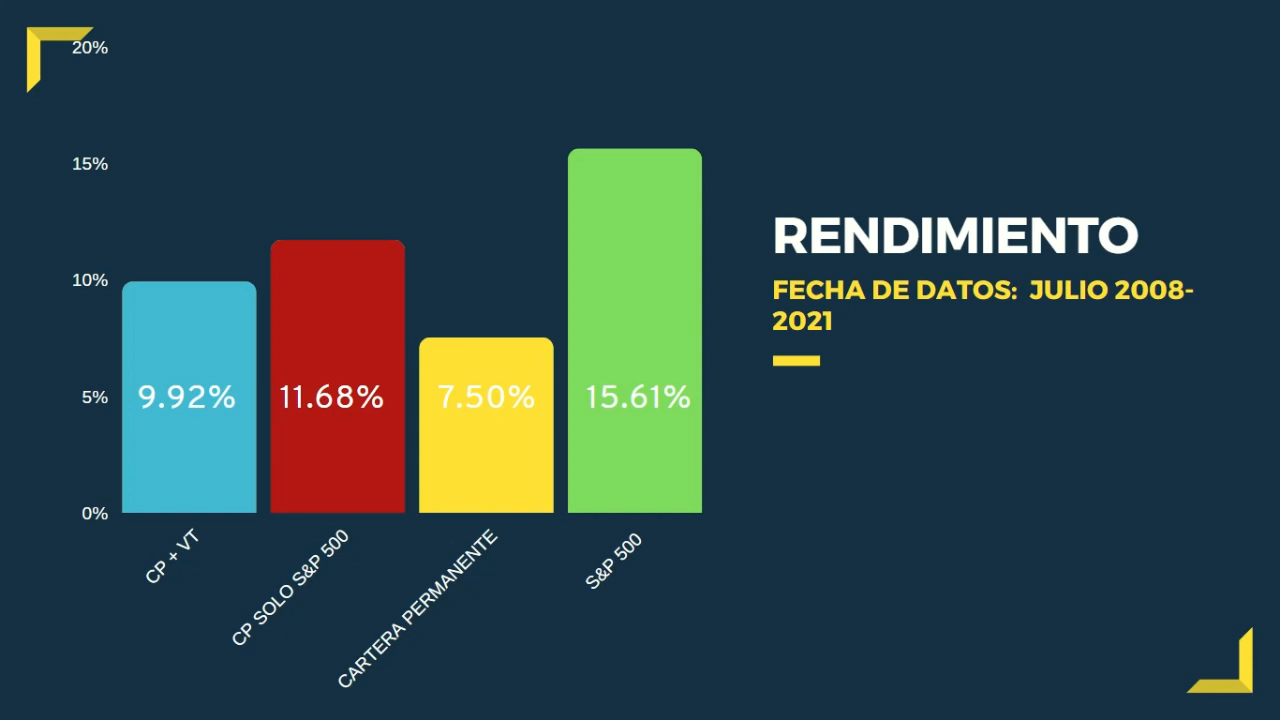 20%
15%
10%
5%
0%
9.92%
11.68%
7.50%
15.61%
CP + VT
CP SOLO S&P 500
CARTERA PERMANENTE
S&P 500
RENDIMIENTO
FECHA DE DATOS: JULIO 2008-
2021